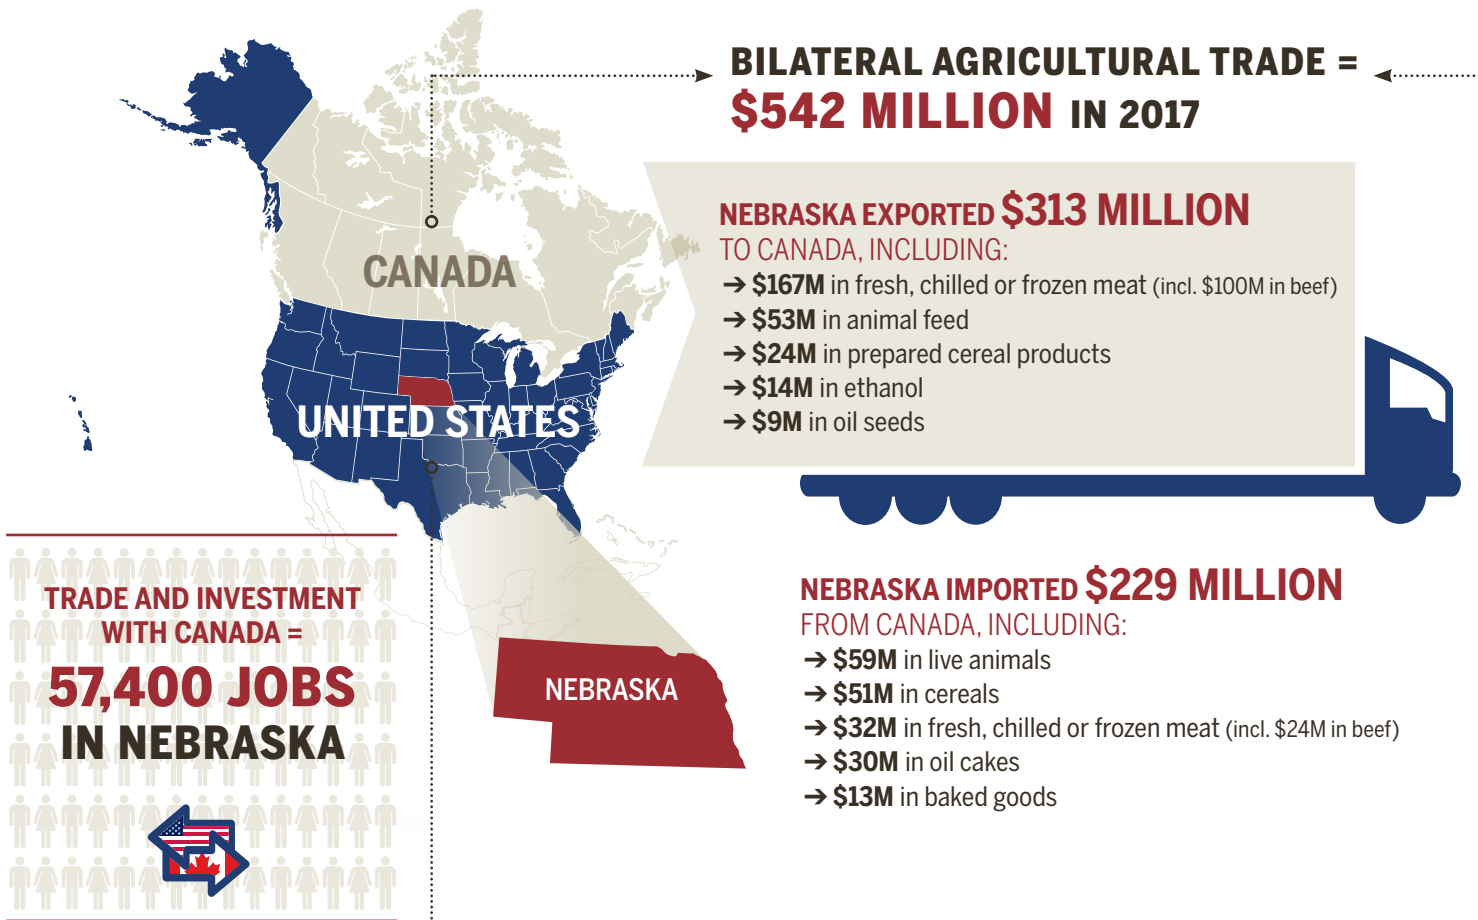 BILATERAL AGRICULTURAL TRADE =
$542 MILLION IN 2017
NEBRASKA EXPORTED $313 MILLION
TO CANADA, INCLUDING:
➔ $167M in fresh, chilled or frozen meat (incl. $100M in beef)
➔ $53M in animal feed
➔ $24M in prepared cereal products
➔ $14M in ethanol
➔ $9M in oil seeds
CANADA
UNITED STATES
TRADE AND INVESTMENT
WITH CANADA =
57,400 JOBS
IN NEBRASKA
NEBRASKA
NEBRASKA IMPORTED $229 MILLION
FROM CANADA, INCLUDING:
➔ $59M in live animals
➔ $51M in cereals
➔ $32M in fresh, chilled or frozen meat (incl. $24M in beef)
➔ $30M in oil cakes
➔ $13M in baked goods